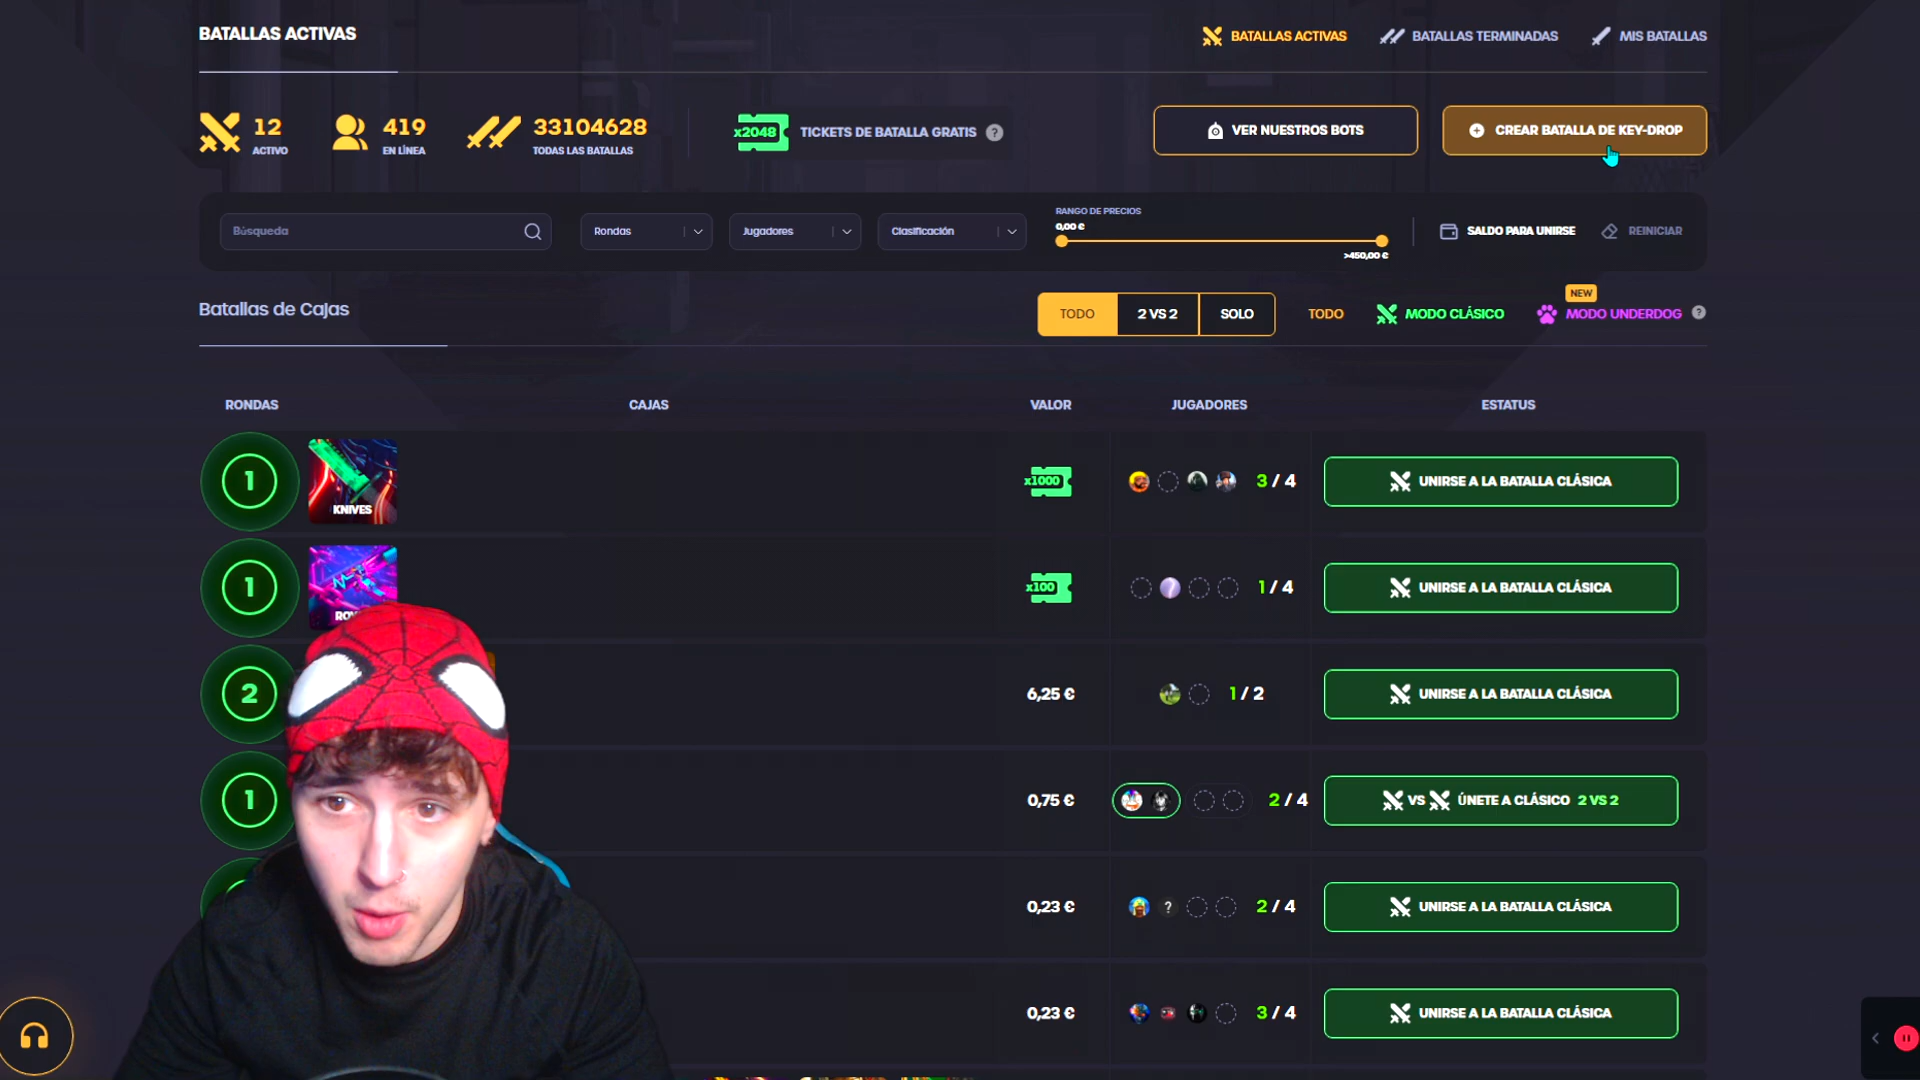 BATALLAS ACTIVAS
BATALLAS ACTIVAS
BATALLAS TERMINADAS
MIS BATALLAS
12
ACTIVO
419
EN LÍNEA
33104628
TODAS LAS BATALLAS
x2048
TICKETS DE BATALLA GRATIS ?
VER NUESTROS BOTS
CREAR BATALLA DE KEY-DROP
Búsqueda
Rondas
Jugadores
Clasificación
RANGO DE PRECIOS
0,00 €
>450,00 €
SALDO PARA UNIRSE
REINICIAR
Batallas de Cajas
TODO
2 VS 2
SOLO
TODO
MODO CLÁSICO
NEW
MODO UNDERDOG ?
RONDAS
CAJAS
VALOR
JUGADORES
ESTATUS
1
KNIVES
x1000
3 / 4
UNIRSE A LA BATALLA CLÁSICA
1
x100
1 / 4
UNIRSE A LA BATALLA CLÁSICA
2
6,25 €
1 / 2
UNIRSE A LA BATALLA CLÁSICA
1
0,75 €
2 / 4
VS
ÚNETE A CLÁSICO 2 VS 2
0,23 €
?
2 / 4
UNIRSE A LA BATALLA CLÁSICA
0,23 €
3 / 4
UNIRSE A LA BATALLA CLÁSICA